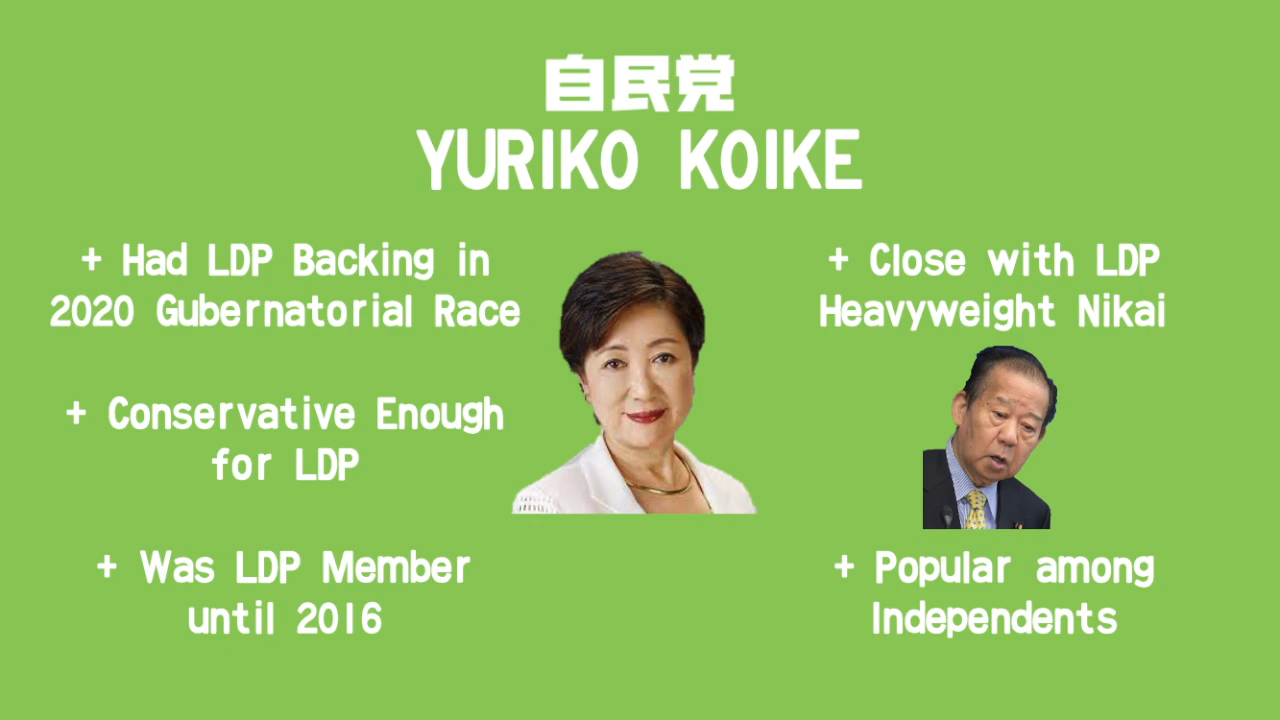 自民党
YURIKO KOIKE
+ Had LDP Backing in
2020 Gubernatorial Race
+ Conservative Enough
for LDP
+ Was LDP Member
until 2016
+ Close with LDP
Heavyweight Nikai
+ Popular among
Independents